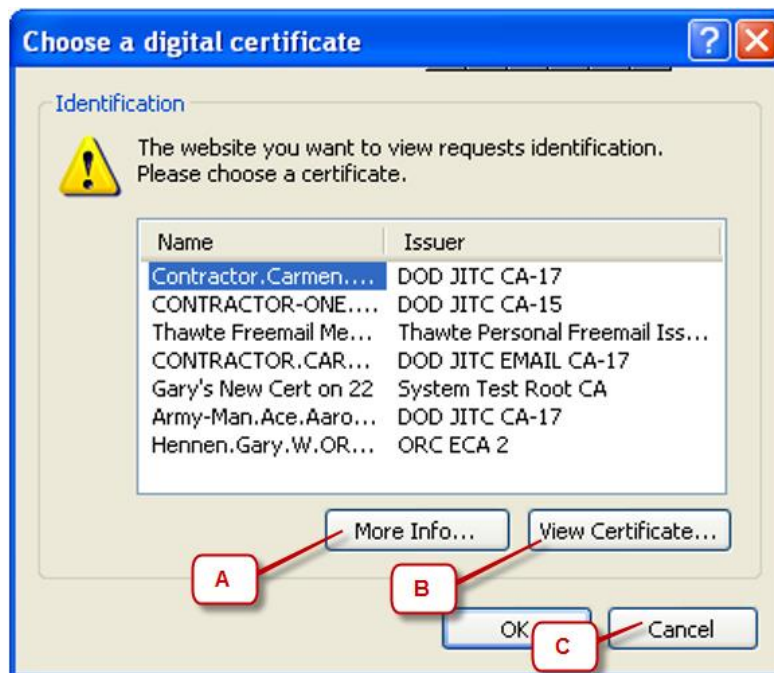 Choose a digital certificate
Identification
The website you want to view requests identification.
Please choose a certificate.
Name Issuer
Contractor.Carmen.... DOD JITC CA-17
CONTRACTOR-ONE.... DOD JITC CA-15
Thawte Freemail Me... Thawte Personal Freemail Iss...
CONTRACTOR.CAR... DOD JITC EMAIL CA-17
Gary's New Cert on 22 System Test Root CA
Army-Man.Ace.Aaro... DOD JITC CA-17
Hennen.Gary.W.OR... ORC ECA 2
More Info... View Certificate...
A B
OK Cancel
C